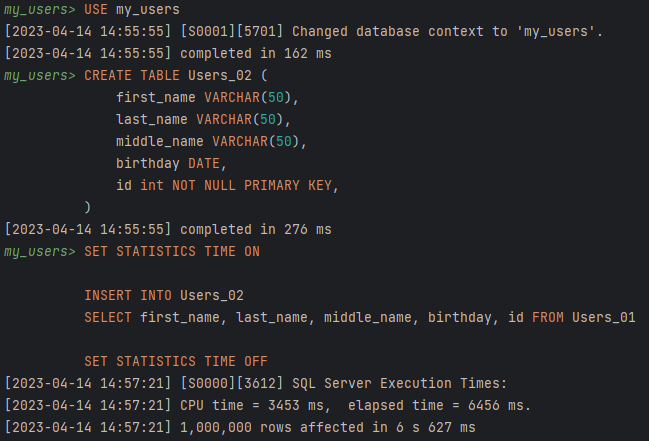 my_users> USE my_users
[2023-04-14 14:55:55] [S0001][5701] Changed database context to 'my_users'.
[2023-04-14 14:55:55] completed in 162 ms
my_users> CREATE TABLE Users_02 (
first_name VARCHAR(50),
last_name VARCHAR(50),
middle_name VARCHAR(50),
birthday DATE,
id int NOT NULL PRIMARY KEY,
)
[2023-04-14 14:55:55] completed in 276 ms
my_users> SET STATISTICS TIME ON
INSERT INTO Users_02
SELECT first_name, last_name, middle_name, birthday, id FROM Users_01
SET STATISTICS TIME OFF
[2023-04-14 14:57:21] [S0000][3612] SQL Server Execution Times:
[2023-04-14 14:57:21] CPU time = 3453 ms,  elapsed time = 6456 ms.
[2023-04-14 14:57:21] 1,000,000 rows affected in 6 s 627 ms